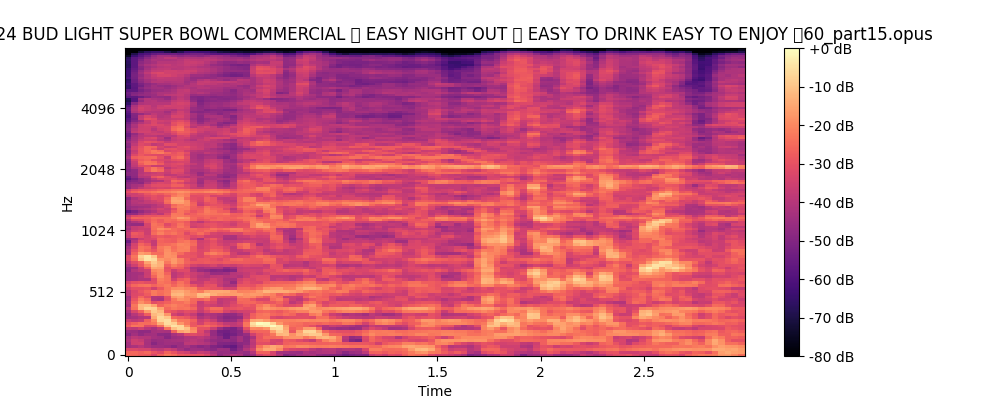 24 BUD LIGHT SUPER BOWL COMMERCIAL ▯ EASY NIGHT OUT ▯ EASY TO DRINK EASY TO ENJOY ▯60_part15.opus
+0 dB
-10 dB
-20 dB
-30 dB
-40 dB
-50 dB
-60 dB
-70 dB
-80 dB
4096
2048
1024
512
0
Hz
0
0.5
1
1.5
2
2.5
Time